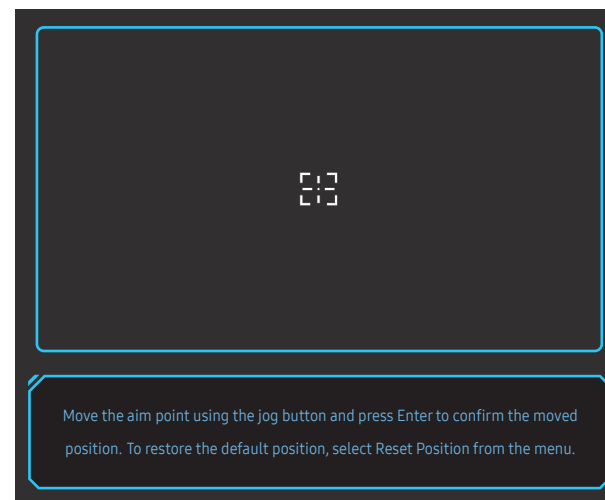 Move the aim point using the jog button and press Enter to confirm the moved
position. To restore the default position, select Reset Position from the menu.